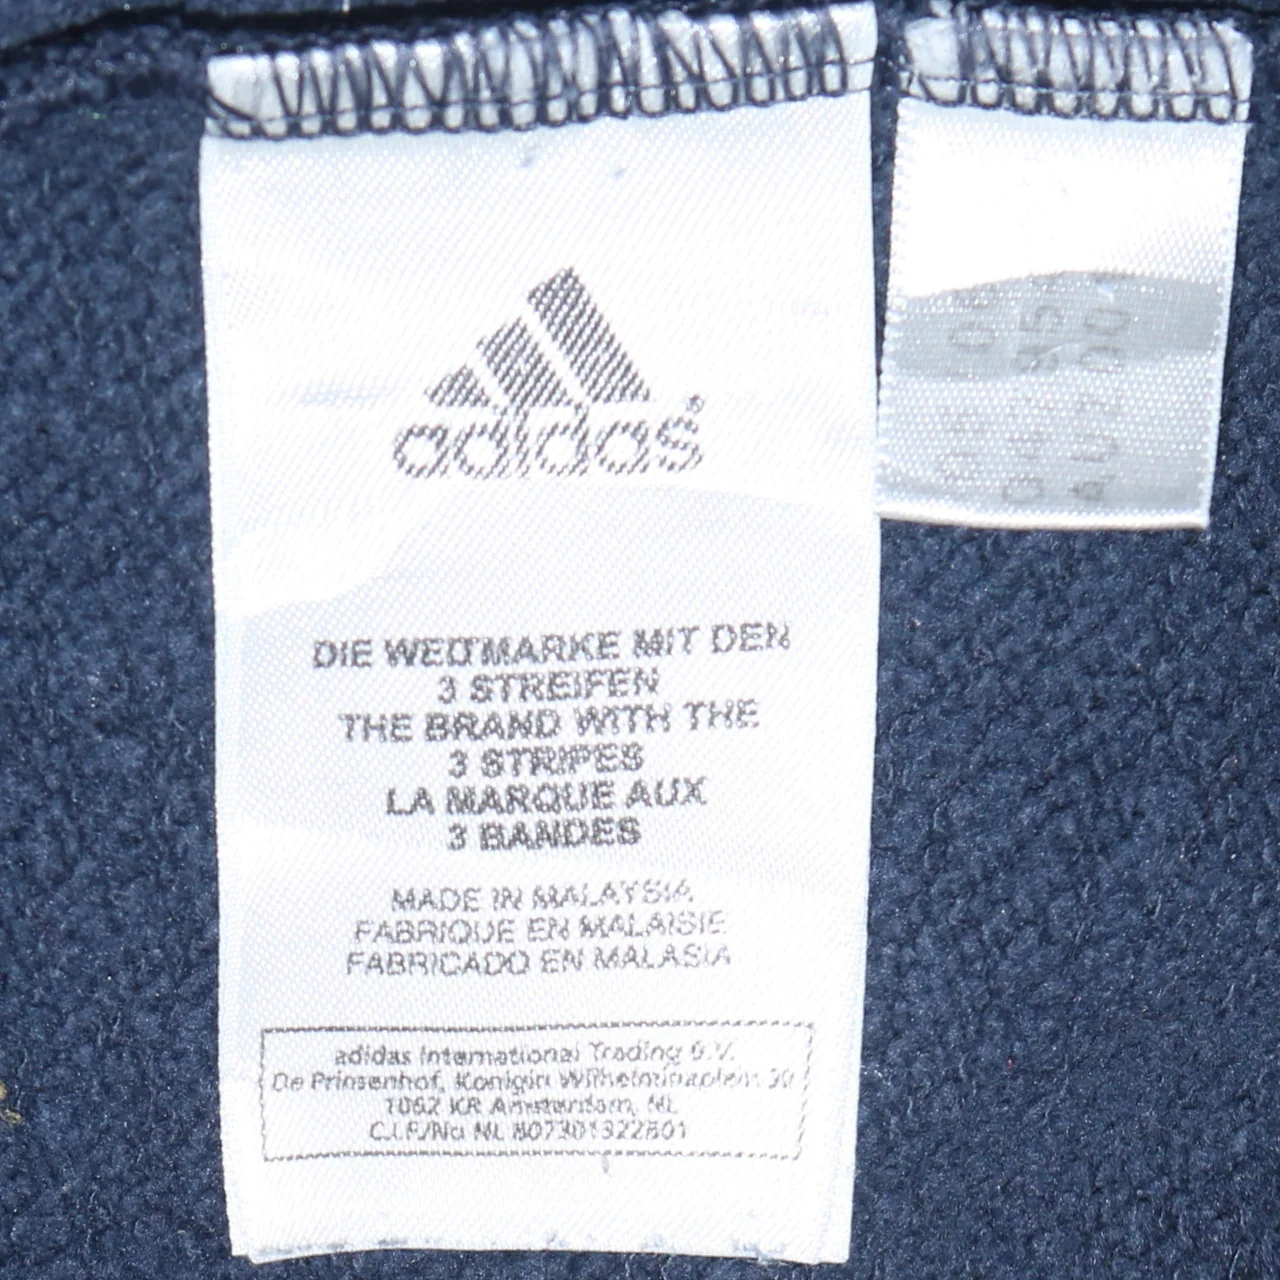 adidas®
DIE WELTMARKE MIT DEN
3 STREIFEN
THE BRAND WITH THE
3 STRIPES
LA MARQUE AUX
3 BANDES
MADE IN MALAYSIA
FABRIQUE EN MALAISIE
FABRICADO EN MALASIA
adidas International Trading B.V.
De Prinsenhof, Konigin Wilhelminaplein 30
1062 KR Amsterdam, NL
C.I.F./No NL 807301322B01